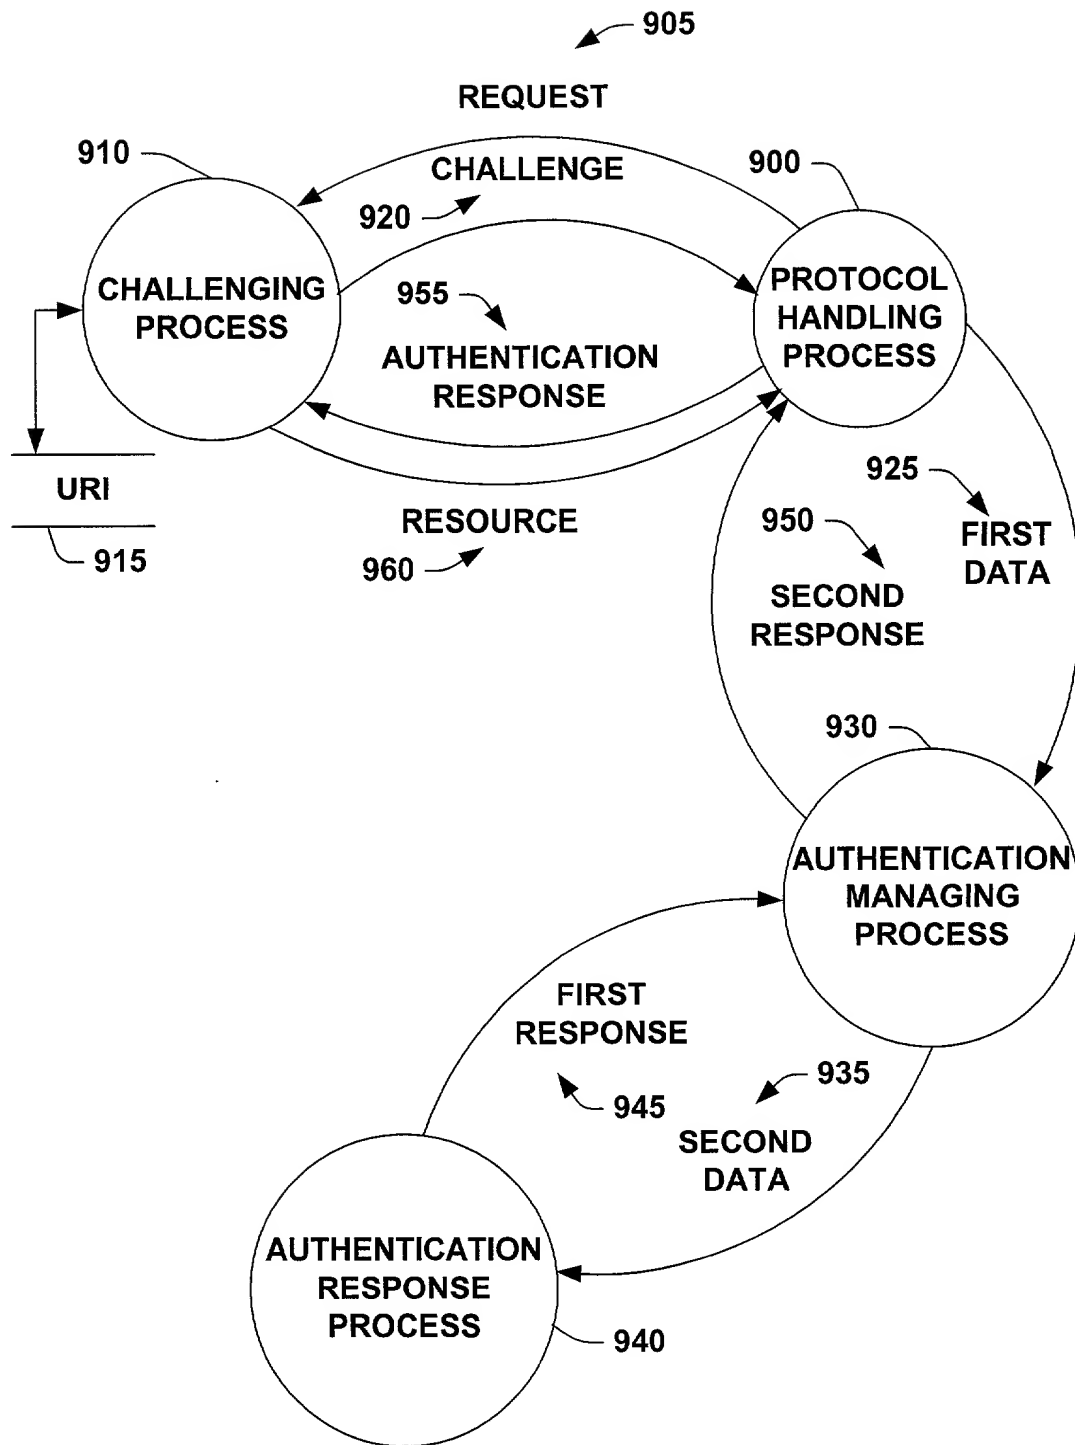 905
REQUEST
910
CHALLENGE
900
920
CHALLENGING
PROCESS
PROTOCOL
HANDLING
PROCESS
955
AUTHENTICATION
RESPONSE
URI
915
RESOURCE
960
925
FIRST
DATA
950
SECOND
RESPONSE
930
AUTHENTICATION
MANAGING
PROCESS
FIRST
RESPONSE
945
935
SECOND
DATA
AUTHENTICATION
RESPONSE
PROCESS
940